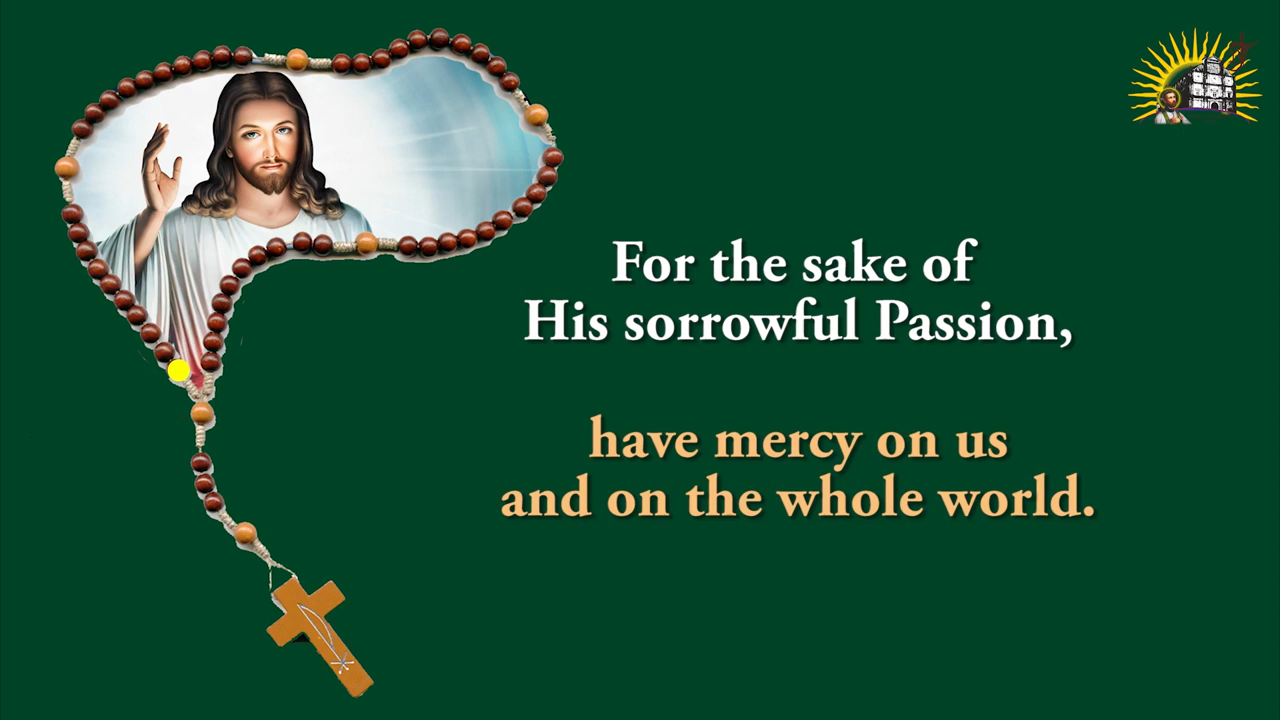 For the sake of
His sorrowful Passion,
have mercy on us
and on the whole world.